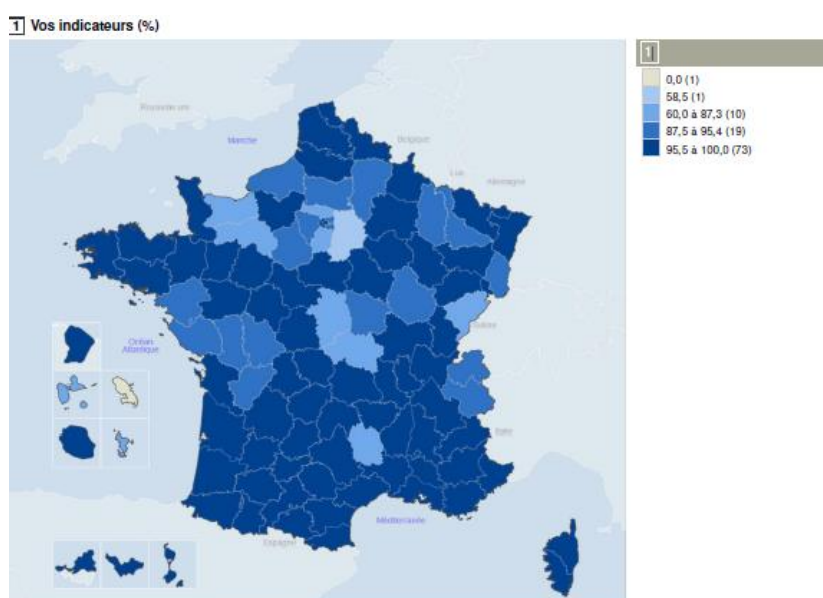 1 Vos indicateurs (%)
1
0,0 (1)
58,5 (1)
60,0 à 87,3 (10)
87,5 à 95,4 (19)
95,5 à 100,0 (73)
Manche
Belgique
Lux.
Allemagne
Suisse
Océan
Atlantique
Italie
Méditerranée
Espagne